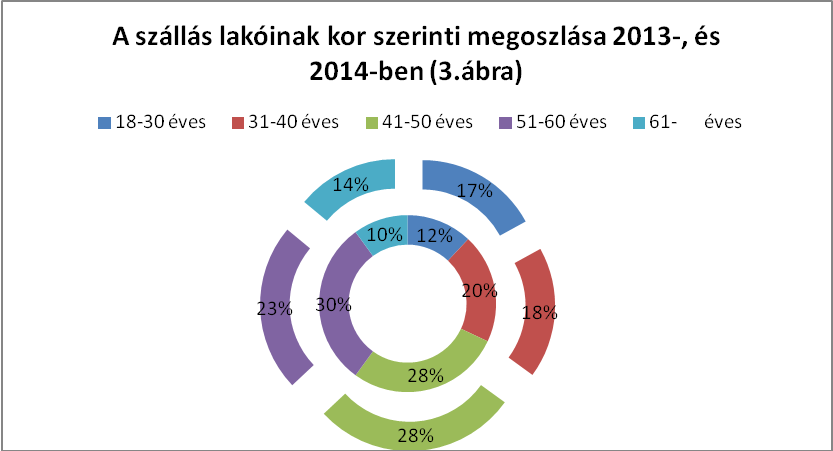 A szállás lakóinak kor szerinti megoszlása 2013-, és
2014-ben (3.ábra)
18-30 éves 31-40 éves 41-50 éves 51-60 éves 61- éves
14% 17%
10% 12%
23% 30% 20% 18%
28%
28%